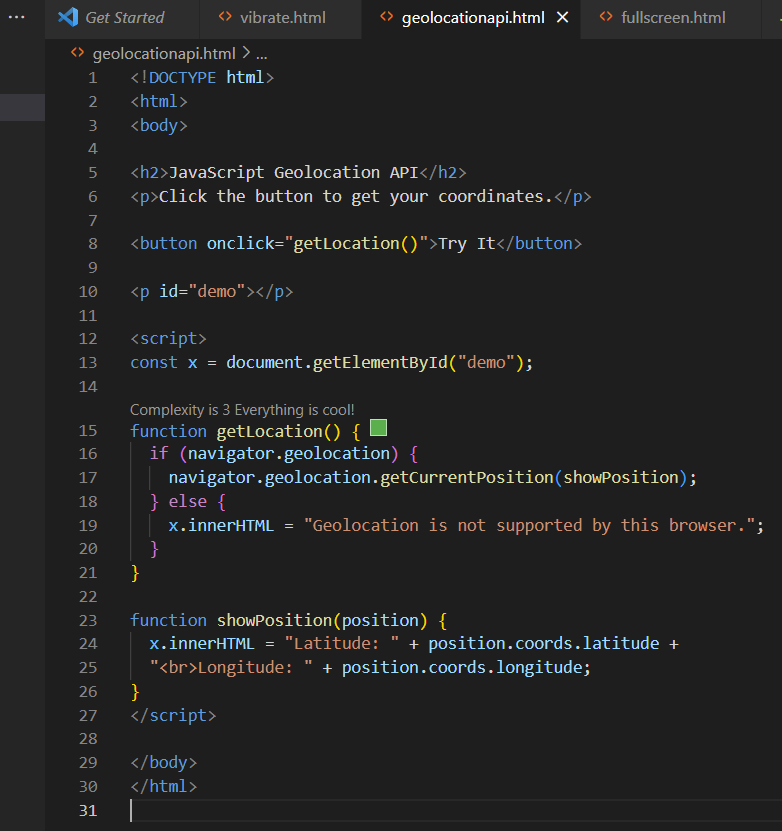 ... Get Started <> vibrate.html <> geolocationapi.html × <> fullscreen.html
<> geolocationapi.html > ...
1 <!DOCTYPE html>
2 <html>
3 <body>
4
5 <h2>JavaScript Geolocation API</h2>
6 <p>Click the button to get your coordinates.</p>
7
8 <button onclick="getLocation()">Try It</button>
9
10 <p id="demo"></p>
11
12 <script>
13 const x = document.getElementById("demo");
14
Complexity is 3 Everything is cool!
15 function getLocation() {
16   if (navigator.geolocation) {
17     navigator.geolocation.getCurrentPosition(showPosition);
18   } else {
19     x.innerHTML = "Geolocation is not supported by this browser.";
20   }
21 }
22
23 function showPosition(position) {
24   x.innerHTML = "Latitude: " + position.coords.latitude +
25   "<br>Longitude: " + position.coords.longitude;
26 }
27 </script>
28
29 </body>
30 </html>
31